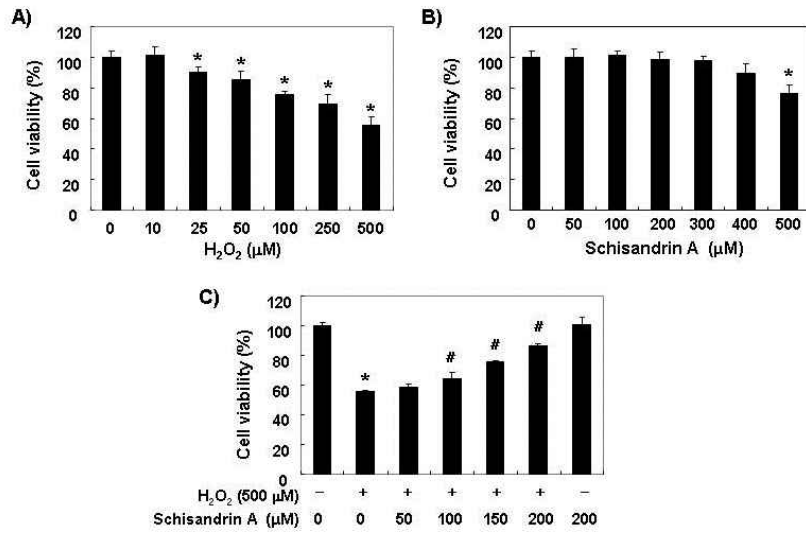 A)
120
100
80
60
40
20
0
Cell viability (%)
* * * * *
0 10 25 50 100 250 500
H₂O₂ (μM)
B)
120
100
80
60
40
20
0
Cell viability (%)
*
0 50 100 200 300 400 500
Schisandrin A (μM)
C)
120
100
80
60
40
20
0
Cell viability (%)
* # # #
H₂O₂ (500 μM) – + + + + + –
Schisandrin A (μM) 0 0 50 100 150 200 200